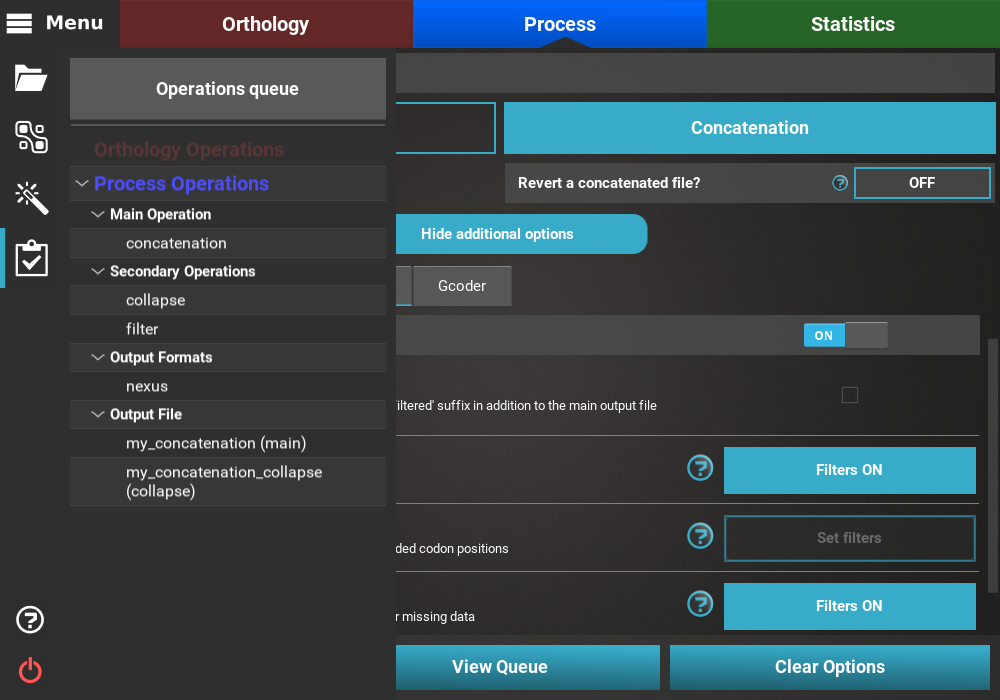 Menu
Orthology
Process
Statistics
Operations queue
Orthology Operations
Process Operations
Main Operation
concatenation
Secondary Operations
collapse
filter
Output Formats
nexus
Output File
my_concatenation (main)
my_concatenation_collapse
(collapse)
Concatenation
Revert a concatenated file?
?
OFF
Hide additional options
Gcoder
ON
filtered' suffix in addition to the main output file
?
Filters ON
ded codon positions
?
Set filters
r missing data
?
Filters ON
?
View Queue
Clear Options